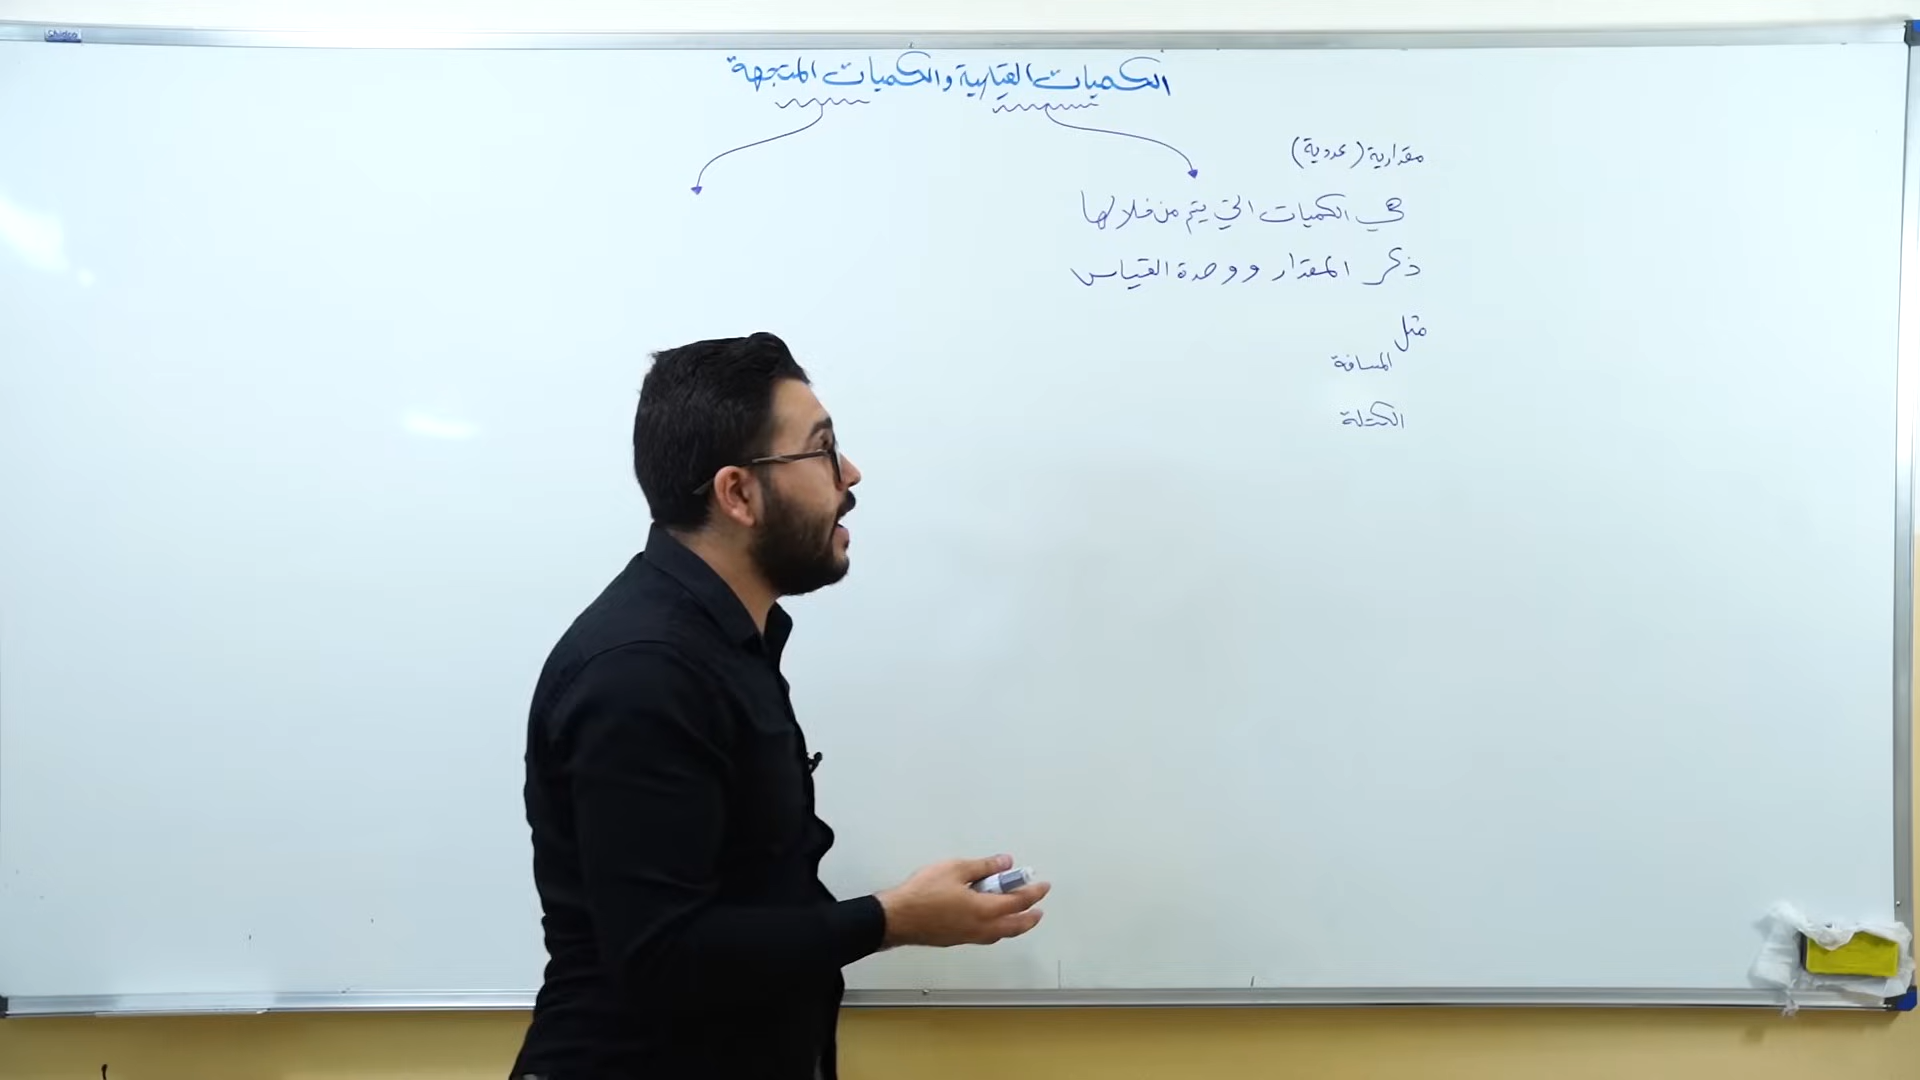 Chidco
الكميات القياسية والكميات المتجهة
مقدارية (عددية)
هي الكميات التي يتم من خلالها
ذكر المقدار ووحدة القياس
مثل
المسافة
الكتلة